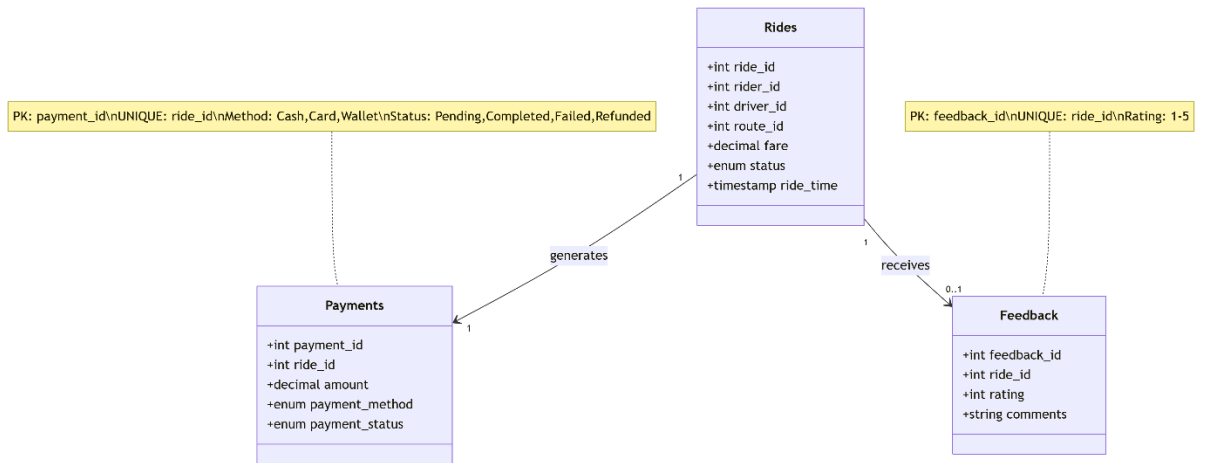 Rides
+int ride_id
+int rider_id
+int driver_id
+int route_id
+decimal fare
+enum status
+timestamp ride_time
PK: payment_id\nUNIQUE: ride_id\nMethod: Cash,Card,Wallet\nStatus: Pending,Completed,Failed,Refunded
PK: feedback_id\nUNIQUE: ride_id\nRating: 1-5
1
generates
1
1
receives
0..1
Payments
+int payment_id
+int ride_id
+decimal amount
+enum payment_method
+enum payment_status
Feedback
+int feedback_id
+int ride_id
+int rating
+string comments